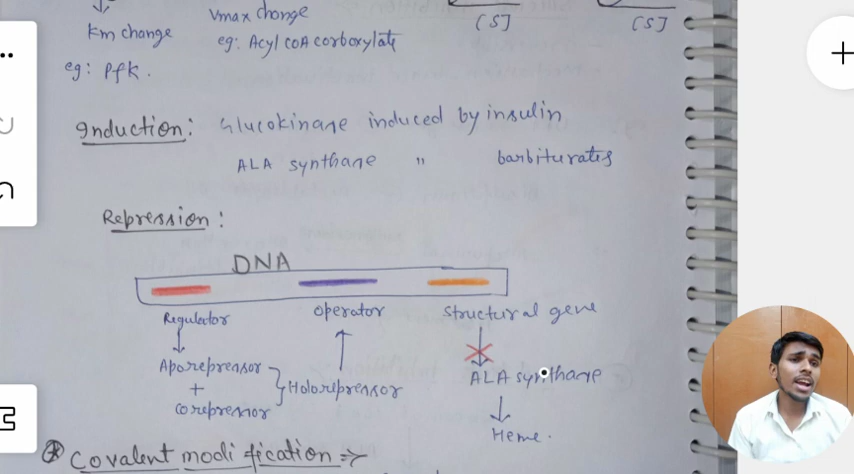 Km change
Vmax change
eg: Acyl CoA carboxylate
eg: Pfk.
[S]
[S]
Induction: Glucokinase induced by insulin
ALA synthase " barbiturates
Repression:
DNA
Regulator
operator
structural gene
Aporepressor
+
corepressor
Holorepressor
ALA synthase
Heme.
Covalent modification :-